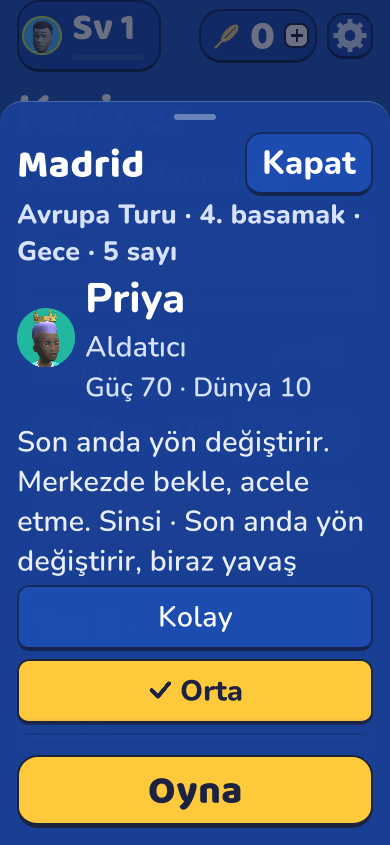 Sv 1
0
Kariyer
Madrid
Kapat
Avrupa Turu · 4. basamak ·
Gece · 5 sayı
Priya
Aldatıcı
Güç 70 · Dünya 10
Son anda yön değiştirir.
Merkezde bekle, acele
etme. Sinsi · Son anda yön
değiştirir, biraz yavaş
Kolay
✓ Orta
Oyna